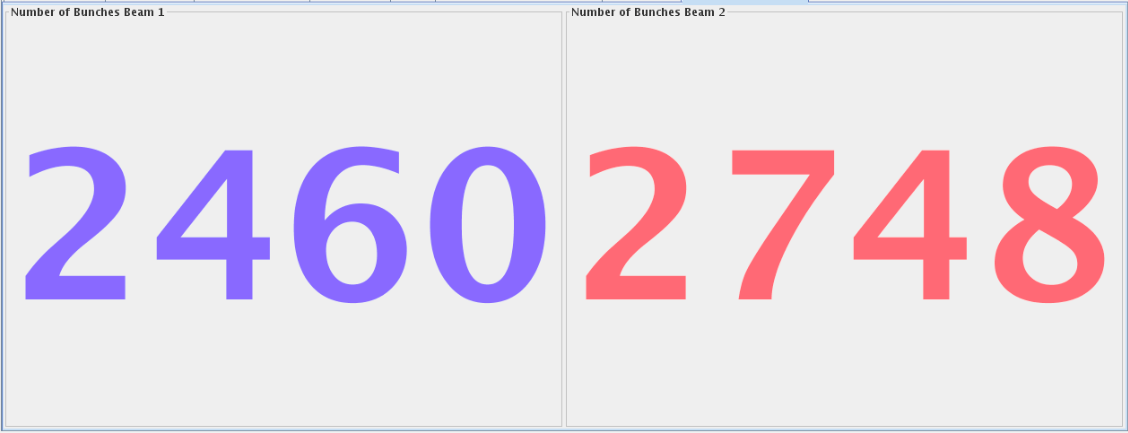 Number of Bunches Beam 1
2460
Number of Bunches Beam 2
2748